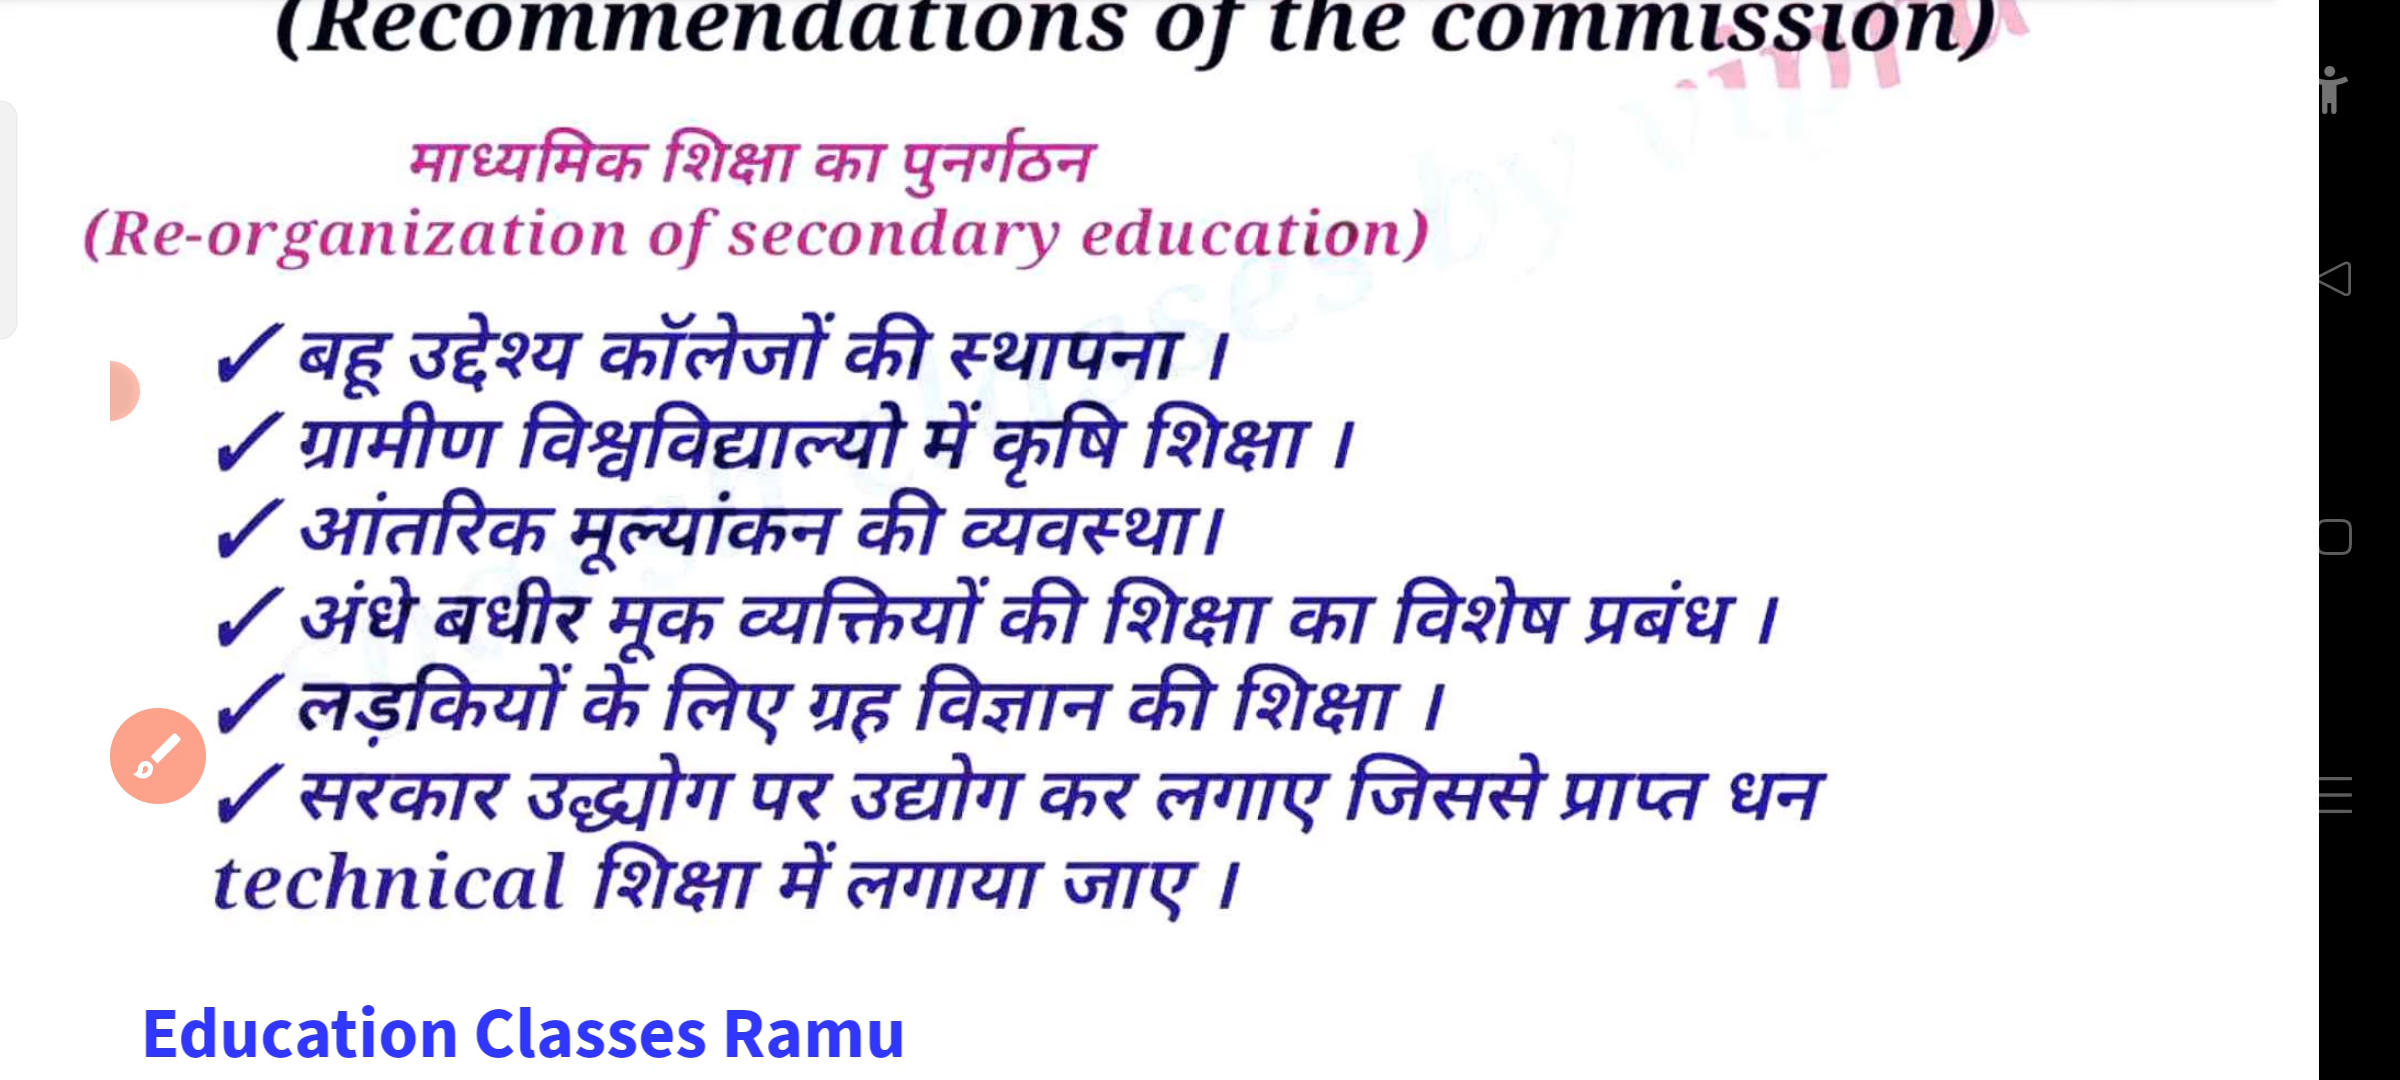 (Recommendations of the commission)
माध्यमिक शिक्षा का पुनर्गठन
(Re-organization of secondary education)
✓ बहू उद्देश्य कॉलेजों की स्थापना ।
✓ ग्रामीण विश्वविद्याल्यो में कृषि शिक्षा ।
✓ आंतरिक मूल्यांकन की व्यवस्था।
✓ अंधे बधीर मूक व्यक्तियों की शिक्षा का विशेष प्रबंध ।
✓ लड़कियों के लिए ग्रह विज्ञान की शिक्षा ।
✓ सरकार उद्ध्योग पर उद्योग कर लगाए जिससे प्राप्त धन
technical शिक्षा में लगाया जाए ।
Education Classes Ramu